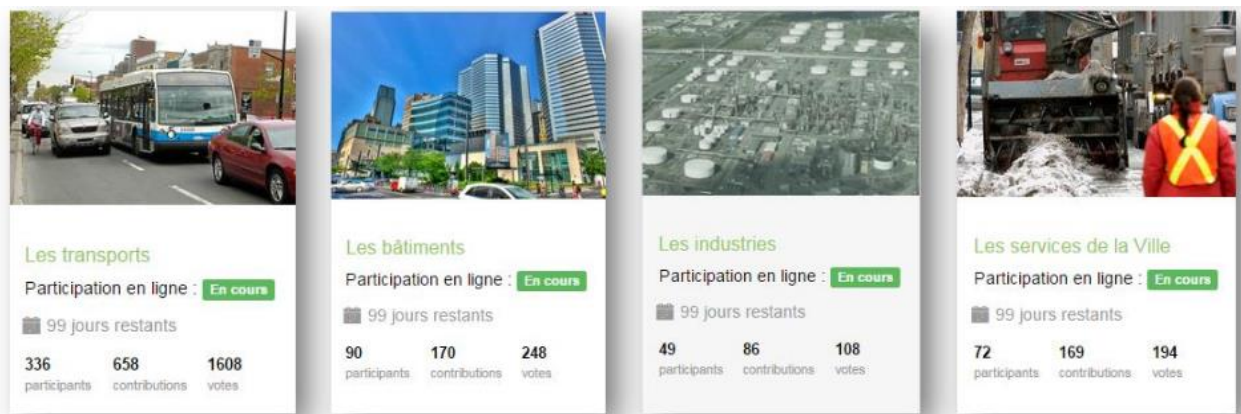 Les transports
Participation en ligne : En cours
99 jours restants
336 658 1608
participants contributions votes
Les bâtiments
Participation en ligne : En cours
99 jours restants
90 170 248
participants contributions votes
Les industries
Participation en ligne : En cours
99 jours restants
49 86 108
participants contributions votes
Les services de la Ville
Participation en ligne : En cours
99 jours restants
72 169 194
participants contributions votes